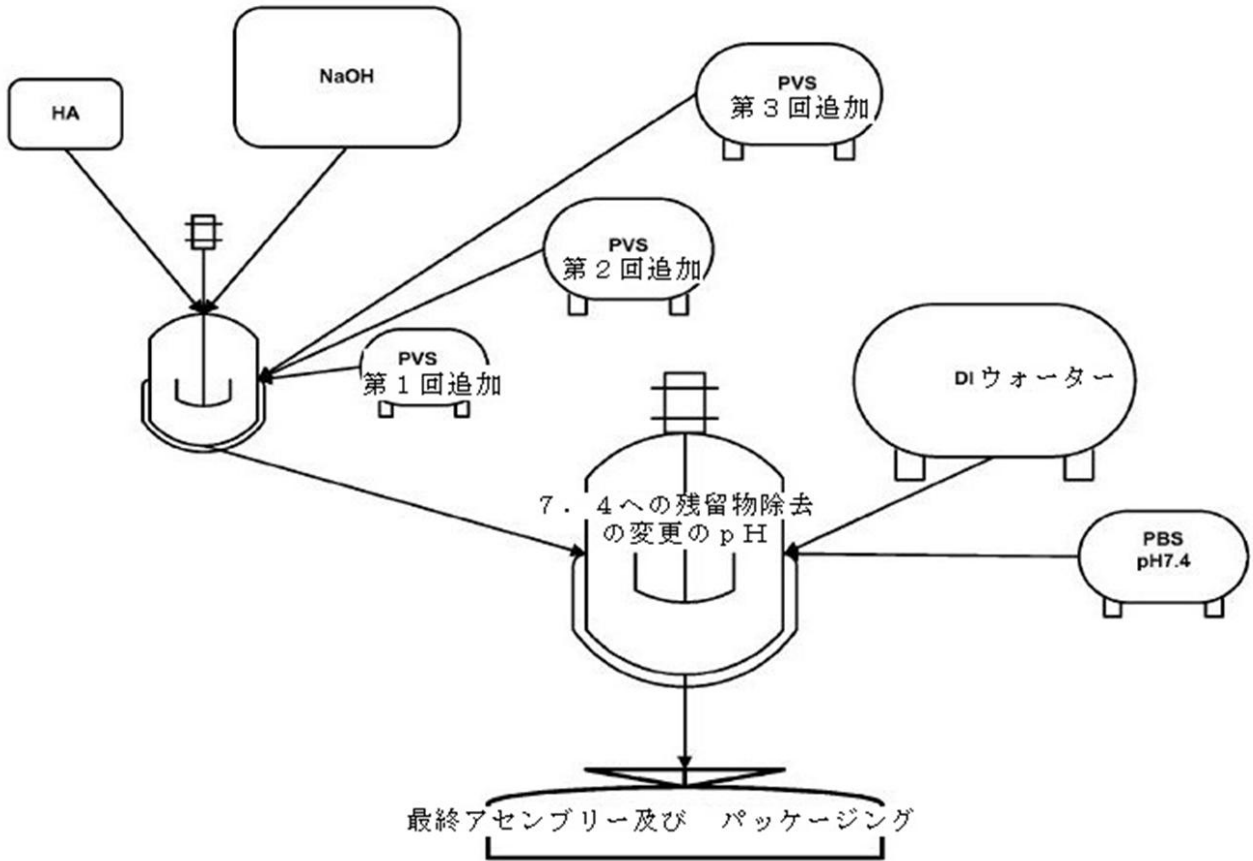 HA
NaOH
PVS
第3回追加
PVS
第2回追加
PVS
第1回追加
DIウォーター
7.4への残留物除去
の変更のpH
PBS
pH7.4
最終アセンブリー及び パッケージング